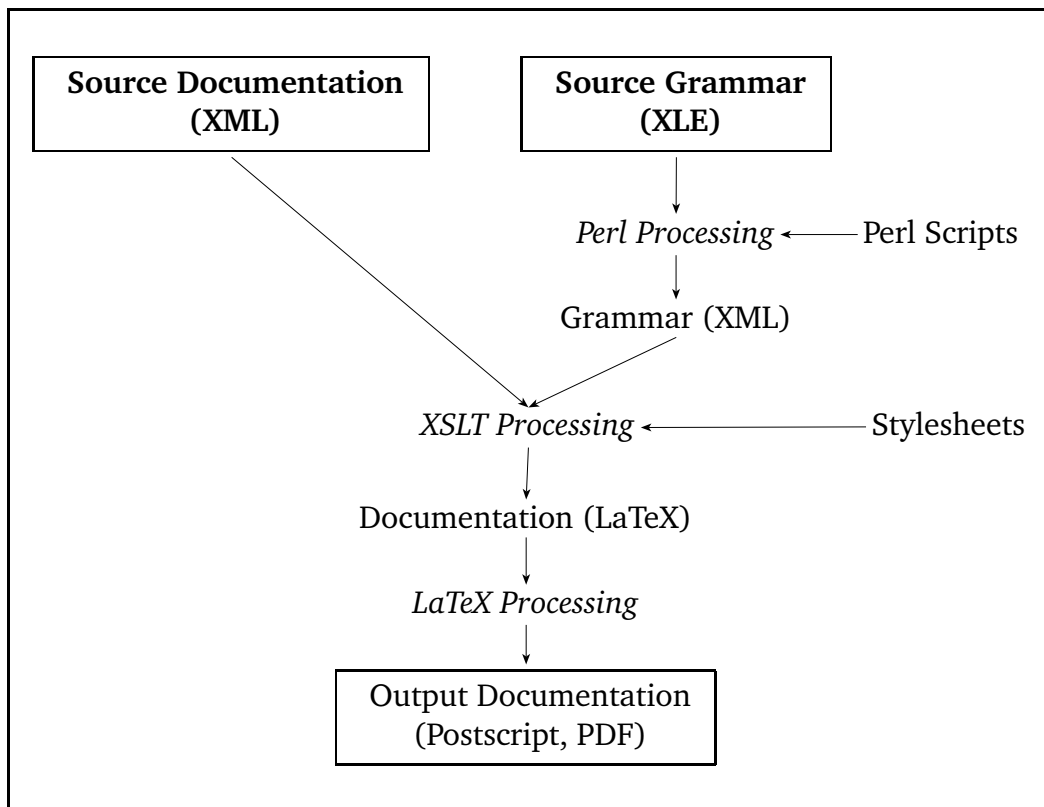 Source Documentation
(XML)
Source Grammar
(XLE)
Perl Processing
Perl Scripts
Grammar (XML)
XSLT Processing
Stylesheets
Documentation (LaTeX)
LaTeX Processing
Output Documentation
(Postscript, PDF)